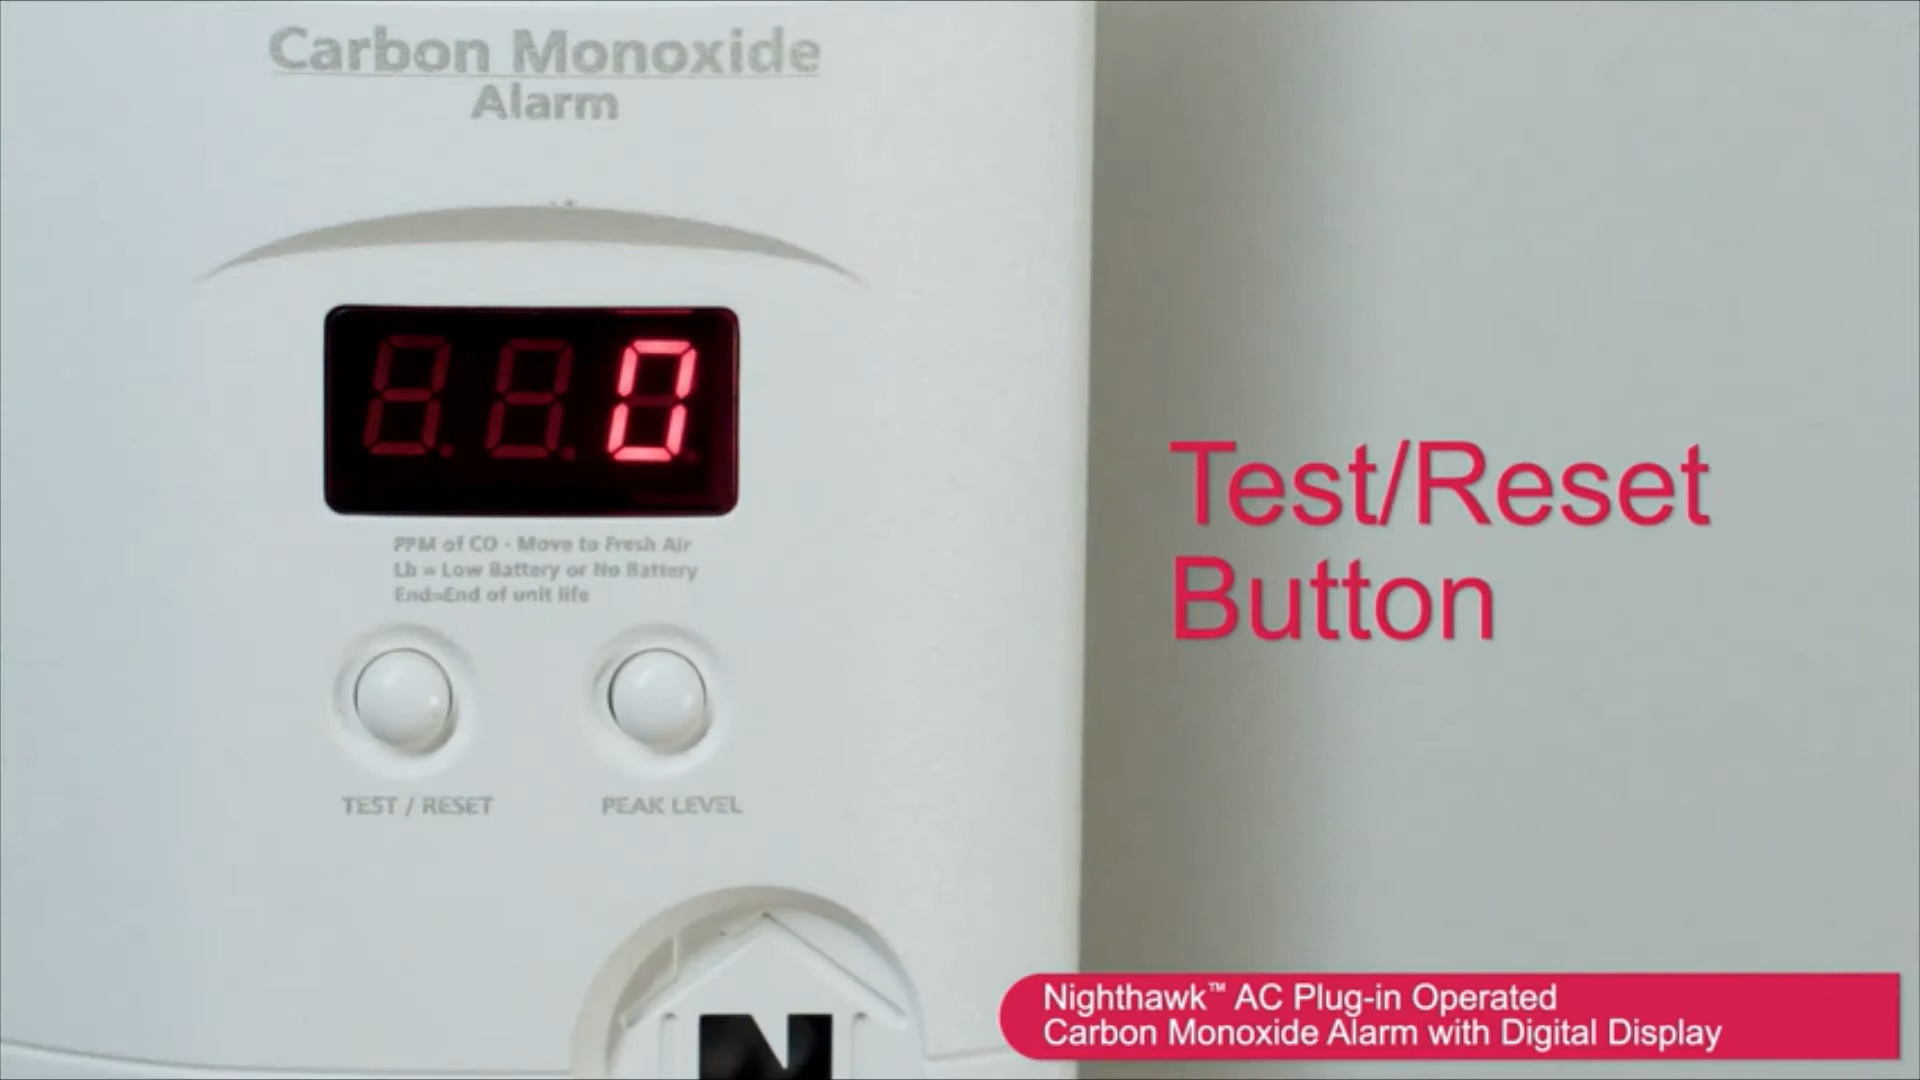 Carbon Monoxide
Alarm
0
PPM of CO - Move to Fresh Air
Lb = Low Battery or No Battery
End=End of unit life
TEST / RESET
PEAK LEVEL
Test/Reset
Button
N
Nighthawk™ AC Plug-in Operated
Carbon Monoxide Alarm with Digital Display